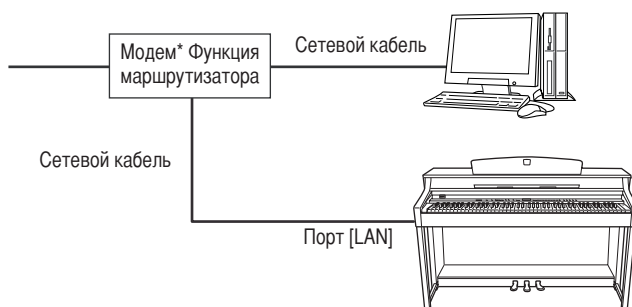 Модем* Функция
маршрутизатора
Сетевой кабель
Сетевой кабель
Порт [LAN]